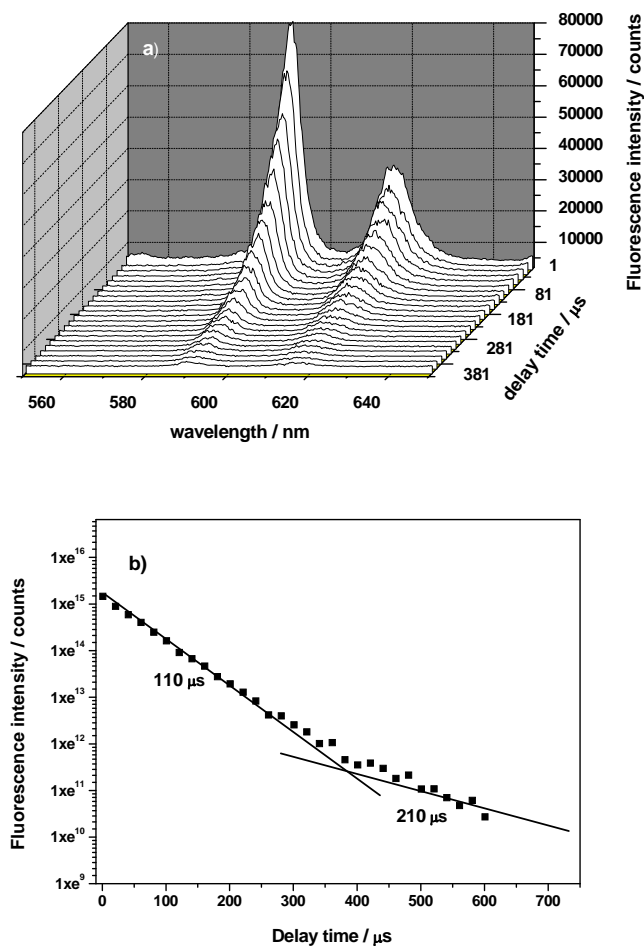 a)
80000
70000
60000
50000
40000
30000
20000
10000
Fluorescence intensity / counts
1
81
181
281
381
delay time / μs
560 580 600 620 640
wavelength / nm
b)
1xe¹⁶
1xe¹⁵
1xe¹⁴
1xe¹³
1xe¹²
1xe¹¹
1xe¹⁰
1xe⁹
Fluorescence intensity / counts
110 μs
210 μs
0 100 200 300 400 500 600 700
Delay time / μs